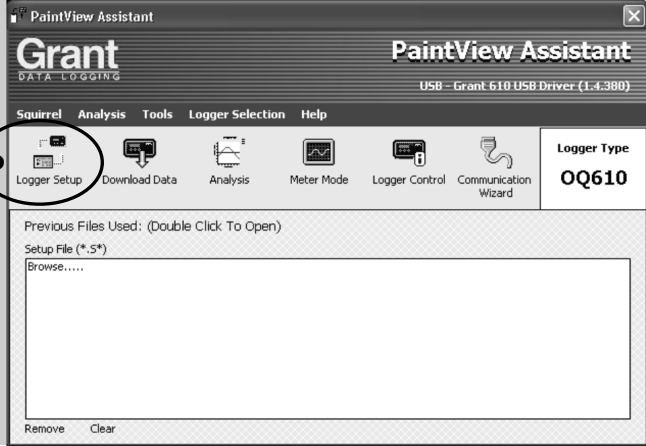 PaintView Assistant
Grant
DATA LOGGING
PaintView Assistant
USB - Grant 610 USB Driver (1.4.380)
Squirrel Analysis Tools Logger Selection Help
Logger Setup Download Data Analysis Meter Mode Logger Control Communication Wizard
Logger Type
OQ610
Previous Files Used: (Double Click To Open)
Setup File (*.S*)
Browse.....
Remove Clear